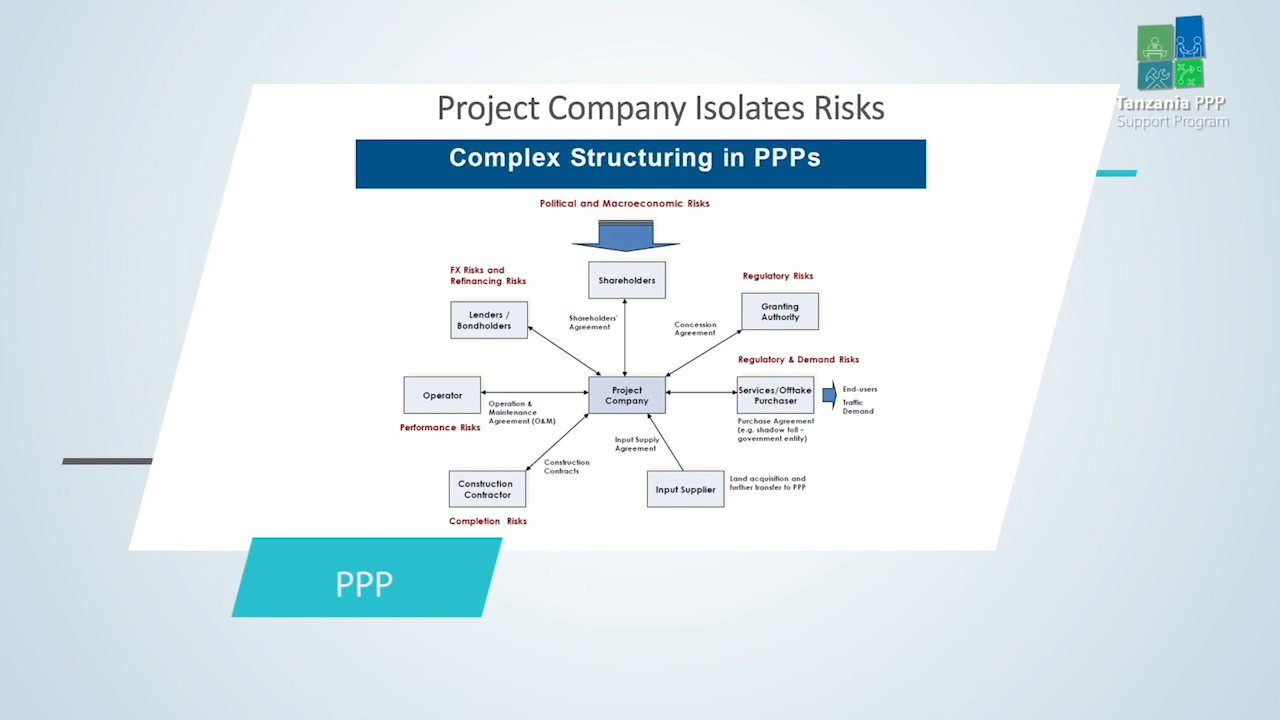 Tanzania PPP
Support Program
Project Company Isolates Risks
Complex Structuring in PPPs
Political and Macroeconomic Risks
FX Risks and
Refinancing Risks
Shareholders
Regulatory Risks
Lenders /
Bondholders
Shareholders'
Agreement
Concession
Agreement
Granting
Authority
Regulatory & Demand Risks
Operator
Operation &
Maintenance
Agreement (O&M)
Performance Risks
Project
Company
Services/Offtake
Purchaser
End-users
Traffic
Demand
Purchase Agreement
(e.g. shadow toll –
government entity)
Input Supply
Agreement
Construction
Contracts
Construction
Contractor
Completion Risks
Input Supplier
Land acquisition and
further transfer to PPP
PPP